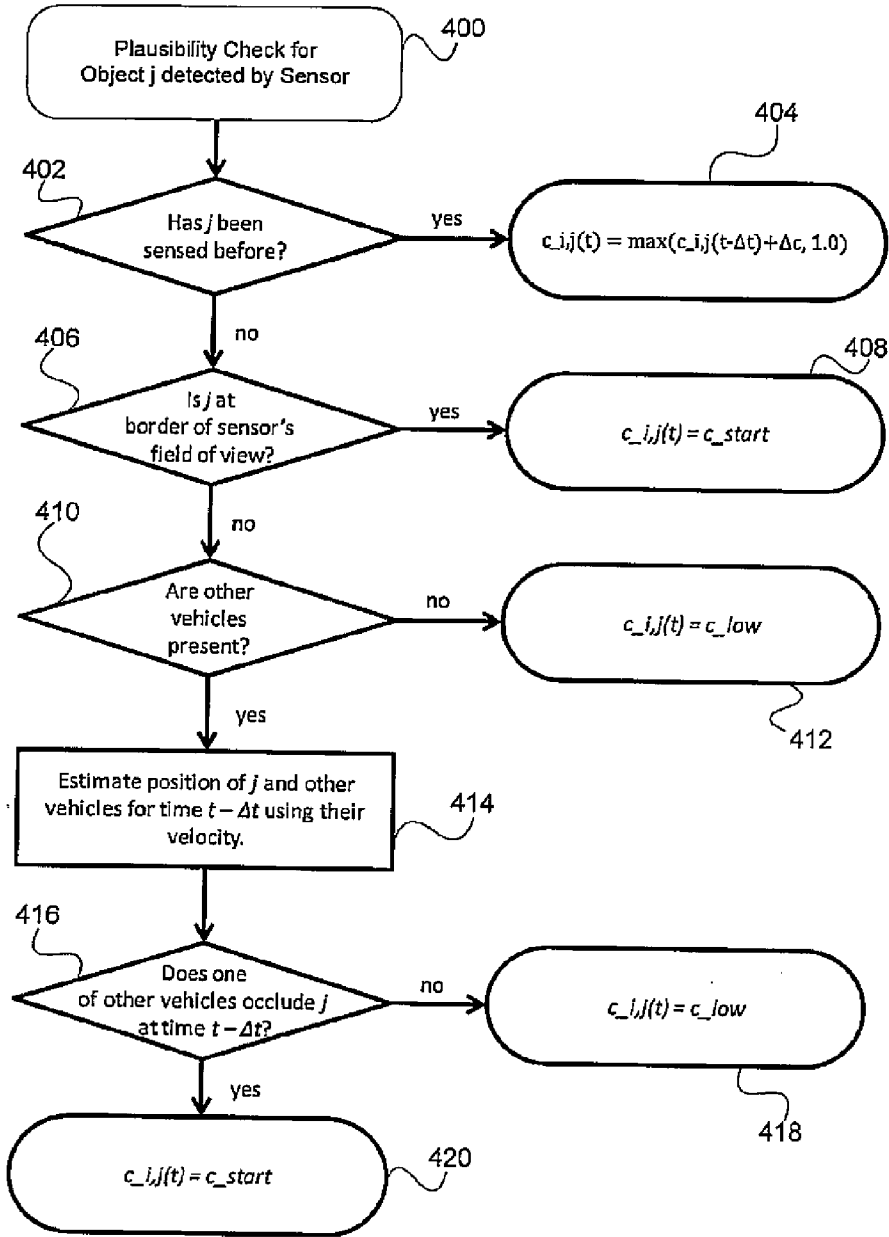 400
Plausibility Check for
Object j detected by Sensor
402
Has j been
sensed before?
yes
404
c_i,j(t) = max(c_i,j(t-Δt)+Δc, 1.0)
no
406
Is j at
border of sensor's
field of view?
yes
408
c_i,j(t) = c_start
no
410
Are other
vehicles
present?
no
c_i,j(t) = c_low
412
yes
Estimate position of j and other
vehicles for time t – Δt using their
velocity.
414
416
Does one
of other vehicles occlude j
at time t – Δt?
no
c_i,j(t) = c_low
418
yes
c_i,j(t) = c_start
420